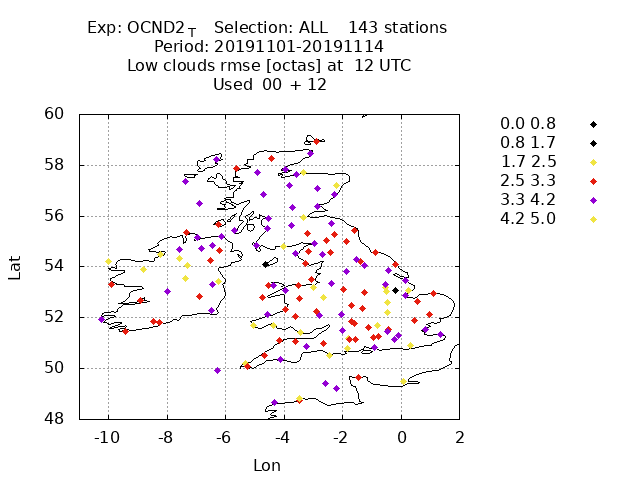 Exp: OCND2_T Selection: ALL 143 stations
Period: 20191101-20191114
Low clouds rmse [octas] at 12 UTC
Used 00 + 12
60
58
56
54
52
50
48
Lat
-10 -8 -6 -4 -2 0 2
Lon
0.0 0.8
0.8 1.7
1.7 2.5
2.5 3.3
3.3 4.2
4.2 5.0